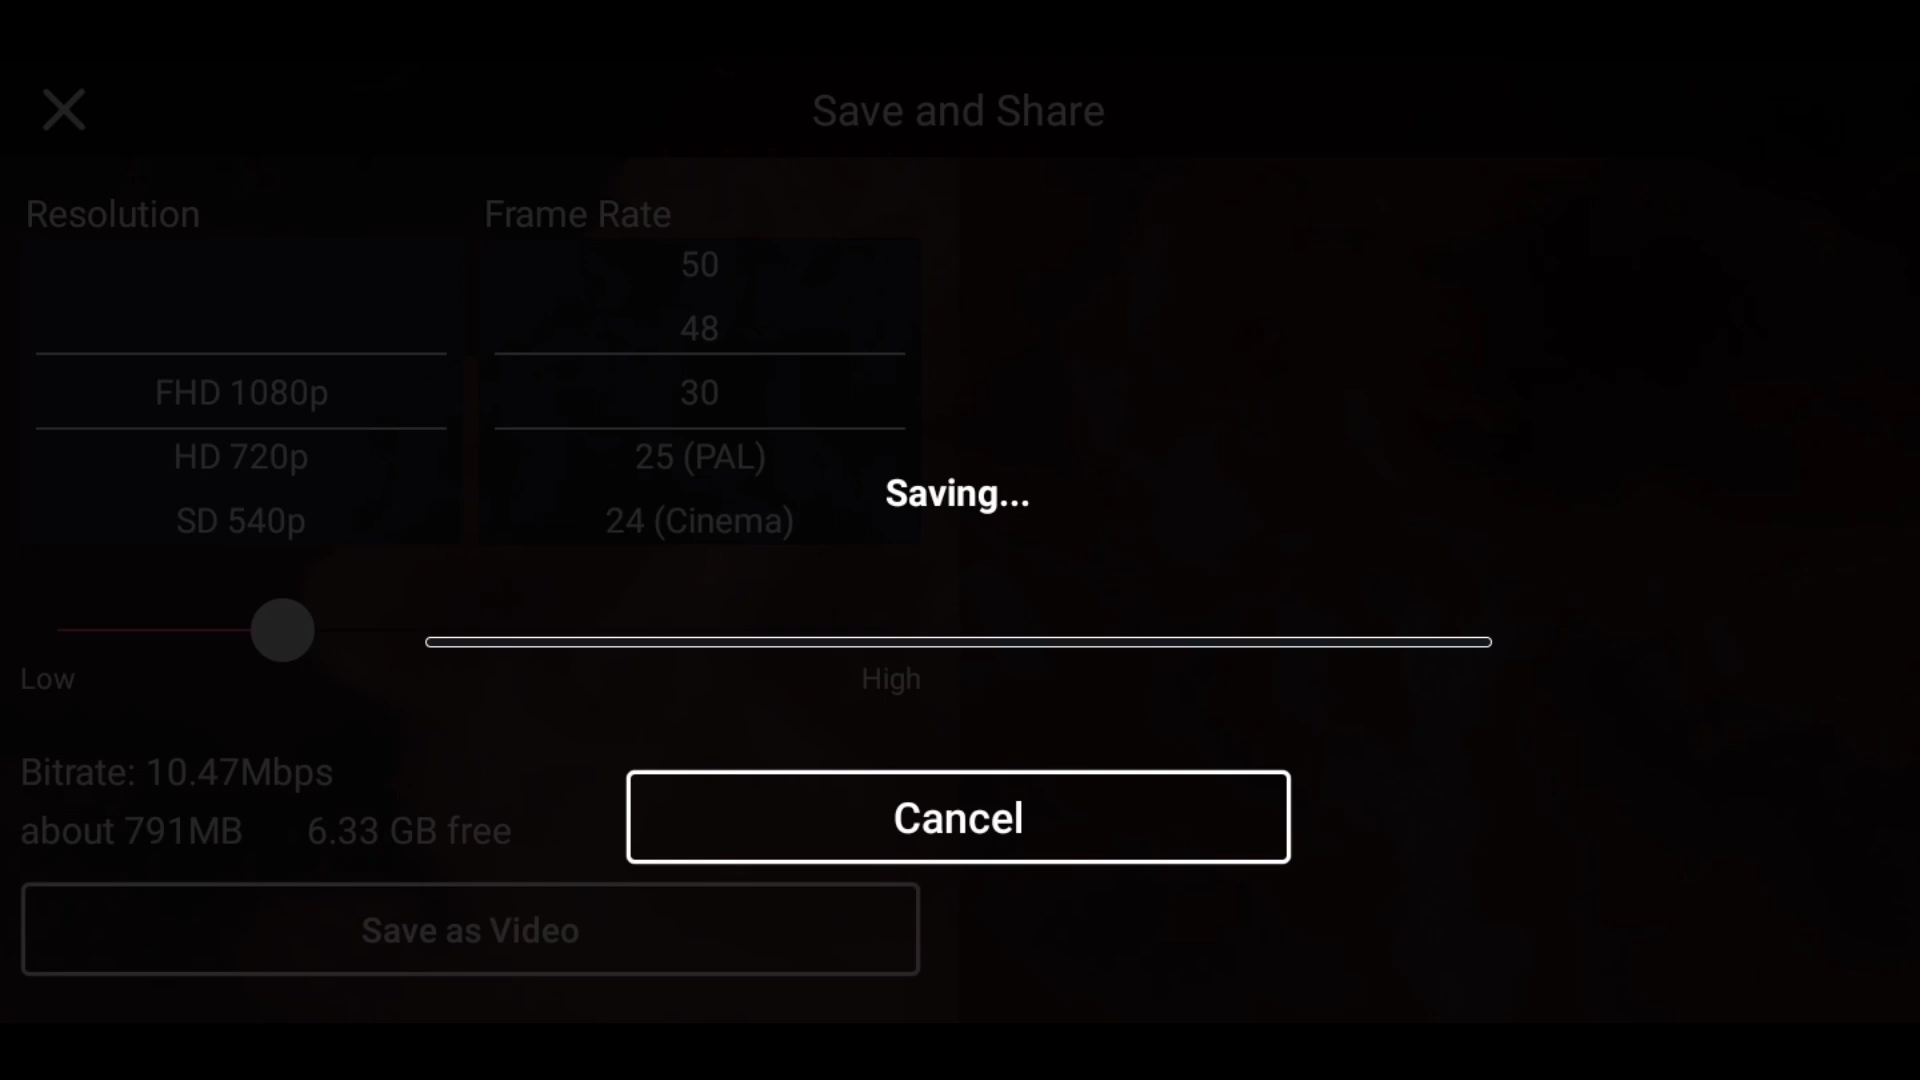 Save and Share
Resolution
Frame Rate
50
48
FHD 1080p
30
HD 720p
25 (PAL)
Saving...
SD 540p
24 (Cinema)
Low
High
Bitrate: 10.47Mbps
about 791MB
6.33 GB free
Cancel
Save as Video